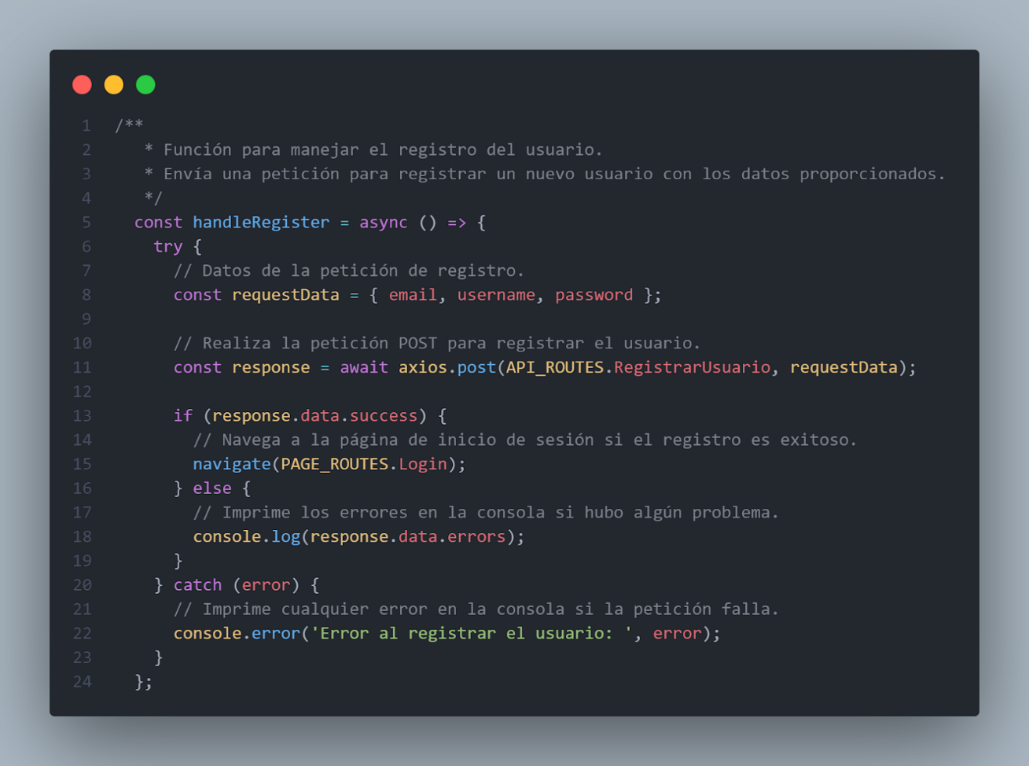 1 /**
2 * Función para manejar el registro del usuario.
3 * Envía una petición para registrar un nuevo usuario con los datos proporcionados.
4 */
5 const handleRegister = async () => {
6 try {
7 // Datos de la petición de registro.
8 const requestData = { email, username, password };
9
10 // Realiza la petición POST para registrar el usuario.
11 const response = await axios.post(API_ROUTES.RegistrarUsuario, requestData);
12
13 if (response.data.success) {
14 // Navega a la página de inicio de sesión si el registro es exitoso.
15 navigate(PAGE_ROUTES.Login);
16 } else {
17 // Imprime los errores en la consola si hubo algún problema.
18 console.log(response.data.errors);
19 }
20 } catch (error) {
21 // Imprime cualquier error en la consola si la petición falla.
22 console.error('Error al registrar el usuario: ', error);
23 }
24 };